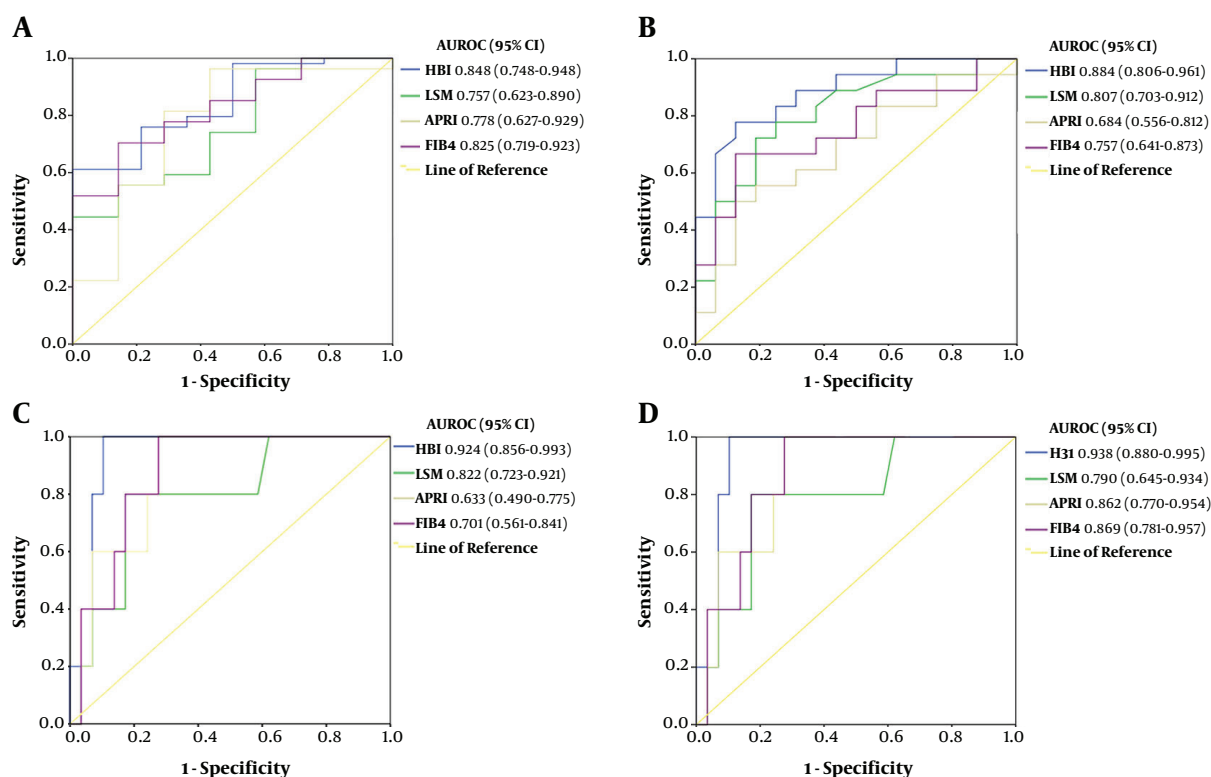 A
AUROC (95% CI)
HBI 0.848 (0.748-0.948)
LSM 0.757 (0.623-0.890)
APRI 0.778 (0.627-0.929)
FIB4 0.825 (0.719-0.923)
Line of Reference
Sensitivity
1.0
0.8
0.6
0.4
0.2
0.0
0.0 0.2 0.4 0.6 0.8 1.0
1 - Specificity
B
AUROC (95% CI)
HBI 0.884 (0.806-0.961)
LSM 0.807 (0.703-0.912)
APRI 0.684 (0.556-0.812)
FIB4 0.757 (0.641-0.873)
Line of Reference
Sensitivity
1.0
0.8
0.6
0.4
0.2
0.0
0.0 0.2 0.4 0.6 0.8 1.0
1 - Specificity
C
AUROC (95% CI)
HBI 0.924 (0.856-0.993)
LSM 0.822 (0.723-0.921)
APRI 0.633 (0.490-0.775)
FIB4 0.701 (0.561-0.841)
Line of Reference
Sensitivity
1.0
0.8
0.6
0.4
0.2
0.0
0.0 0.2 0.4 0.6 0.8 1.0
1 - Specificity
D
AUROC (95% CI)
H31 0.938 (0.880-0.995)
LSM 0.790 (0.645-0.934)
APRI 0.862 (0.770-0.954)
FIB4 0.869 (0.781-0.957)
Line of Reference
Sensitivity
1.0
0.8
0.6
0.4
0.2
0.0
0.0 0.2 0.4 0.6 0.8 1.0
1 - Specificity